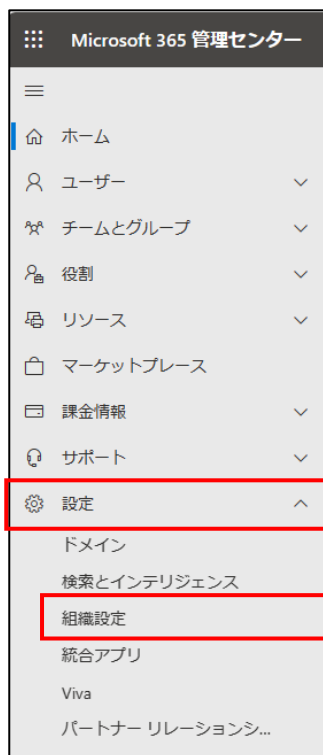 Microsoft 365 管理センター
ホーム
ユーザー
チームとグループ
役割
リソース
マーケットプレース
課金情報
サポート
設定
ドメイン
検索とインテリジェンス
組織設定
統合アプリ
Viva
パートナー リレーションシ...